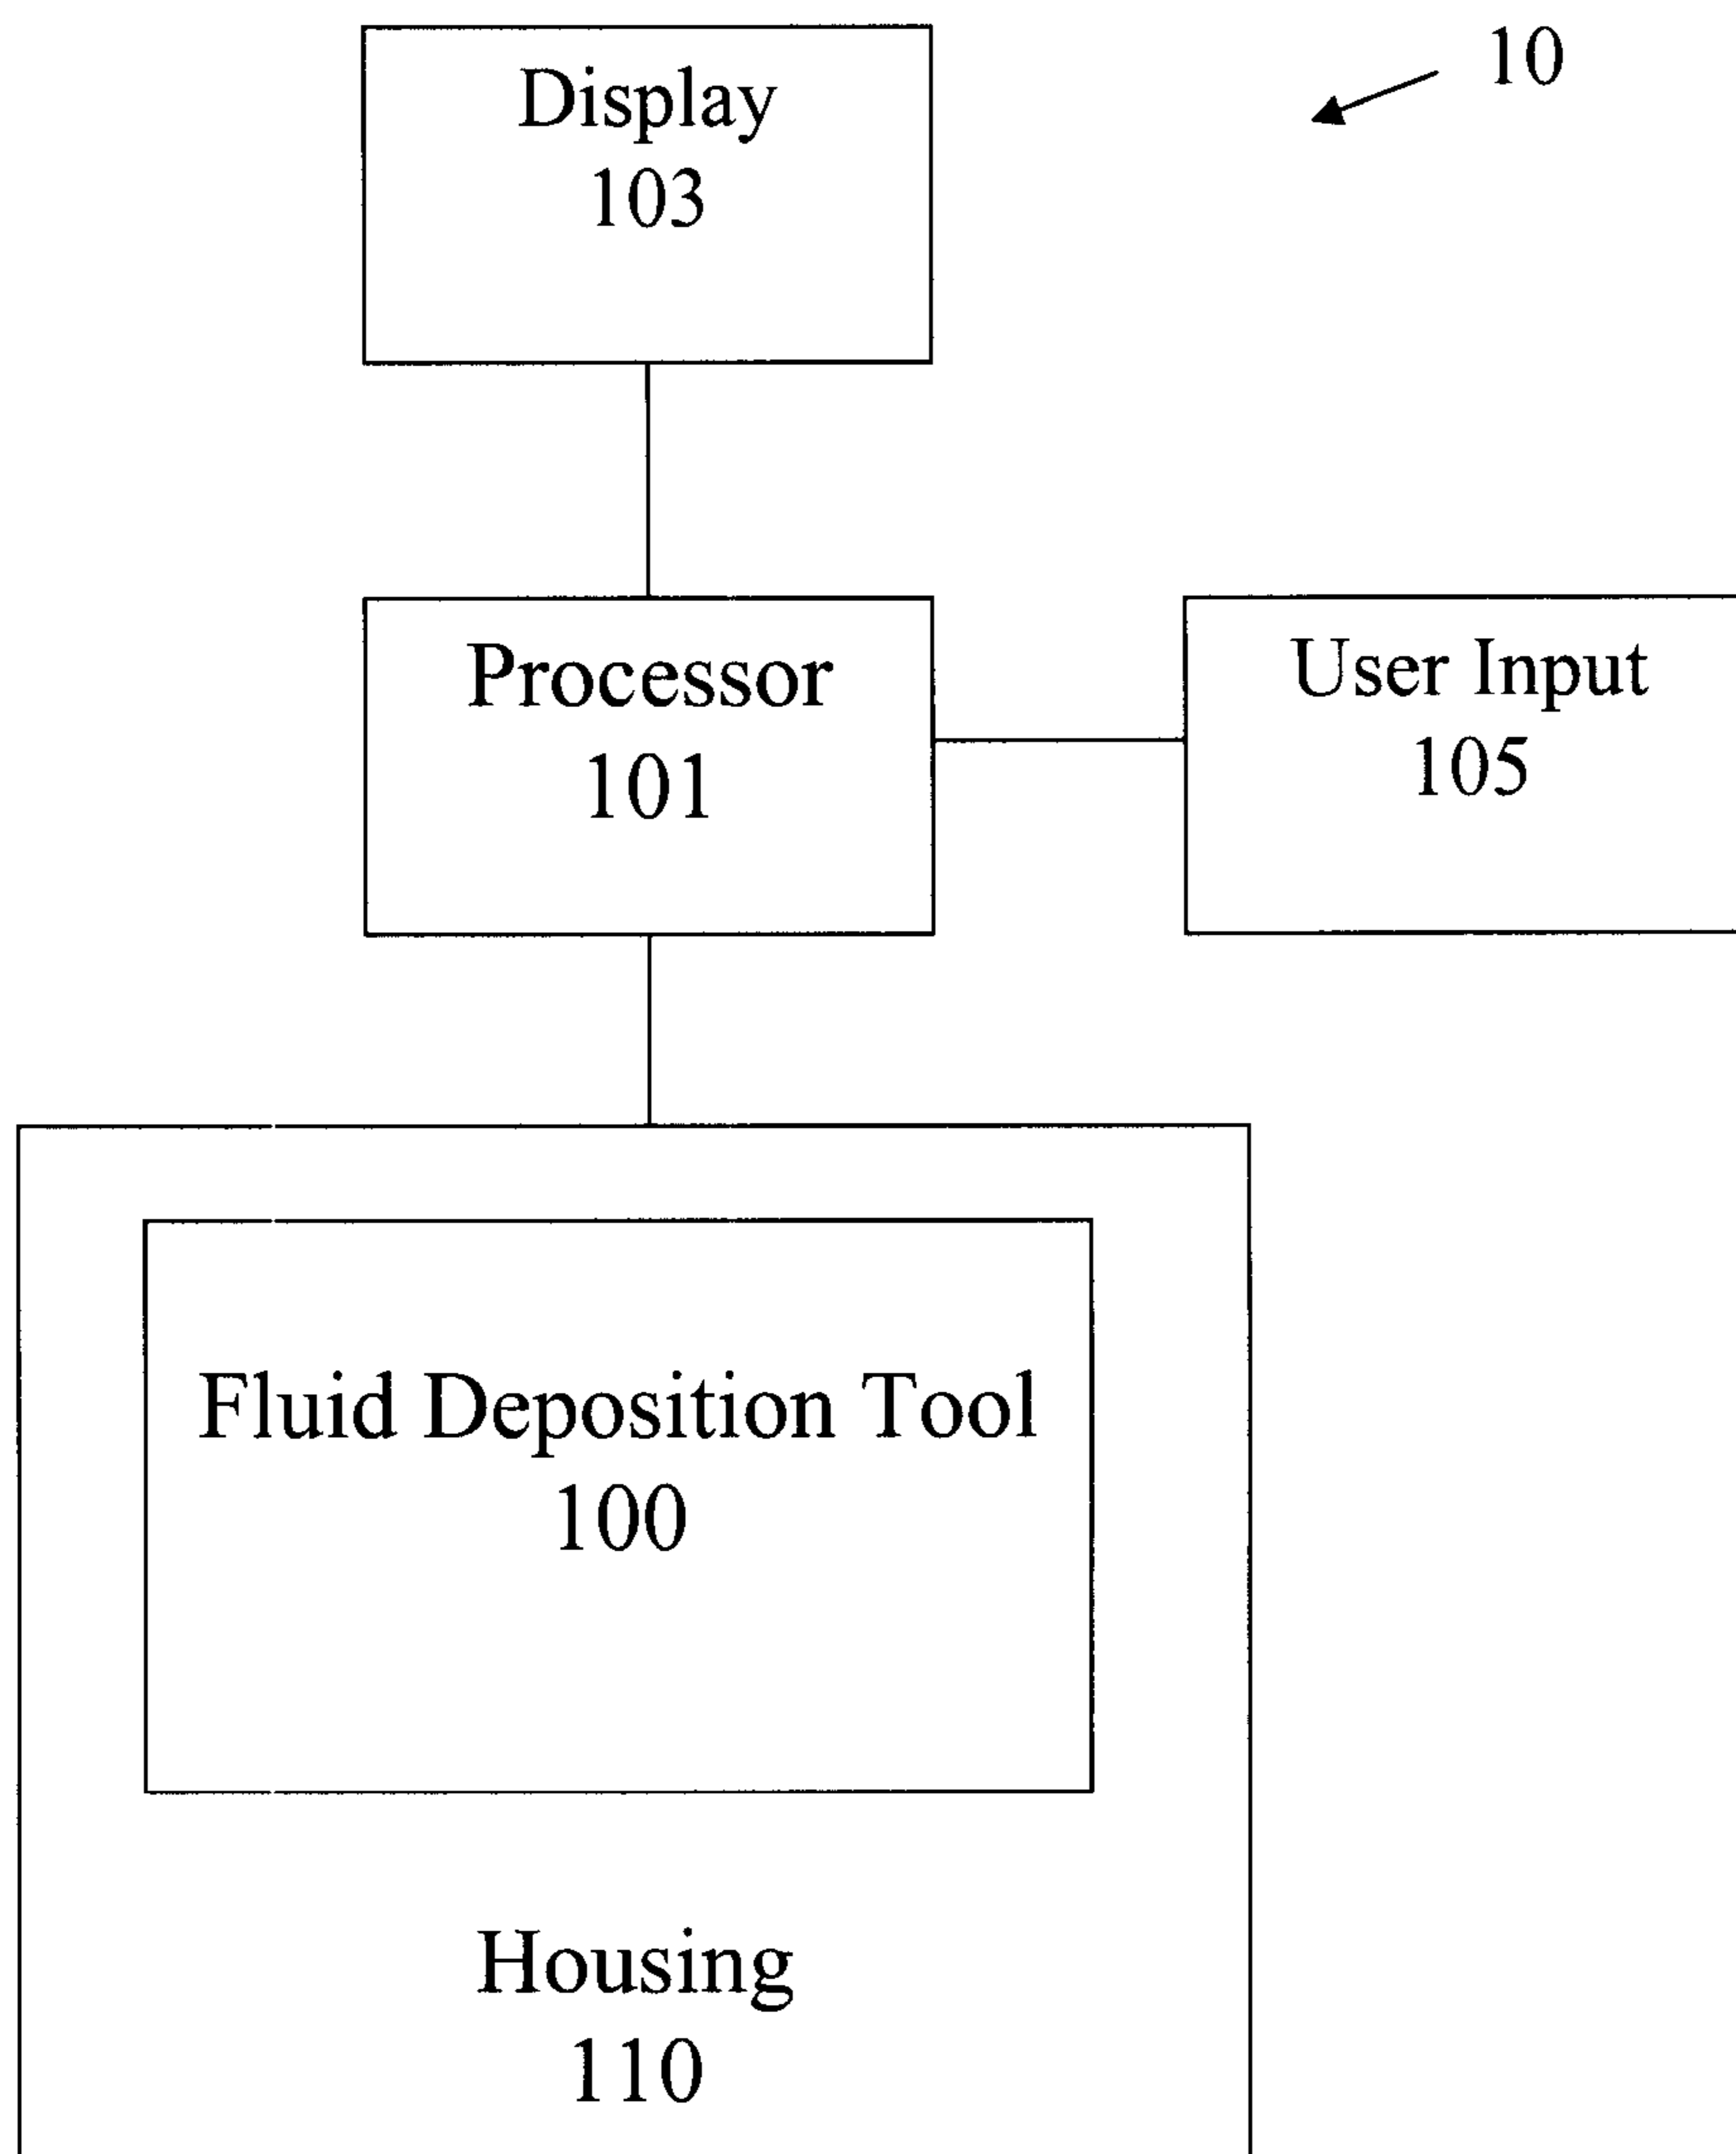 10
Display
103
Processor
101
User Input
105
Fluid Deposition Tool
100
Housing
110